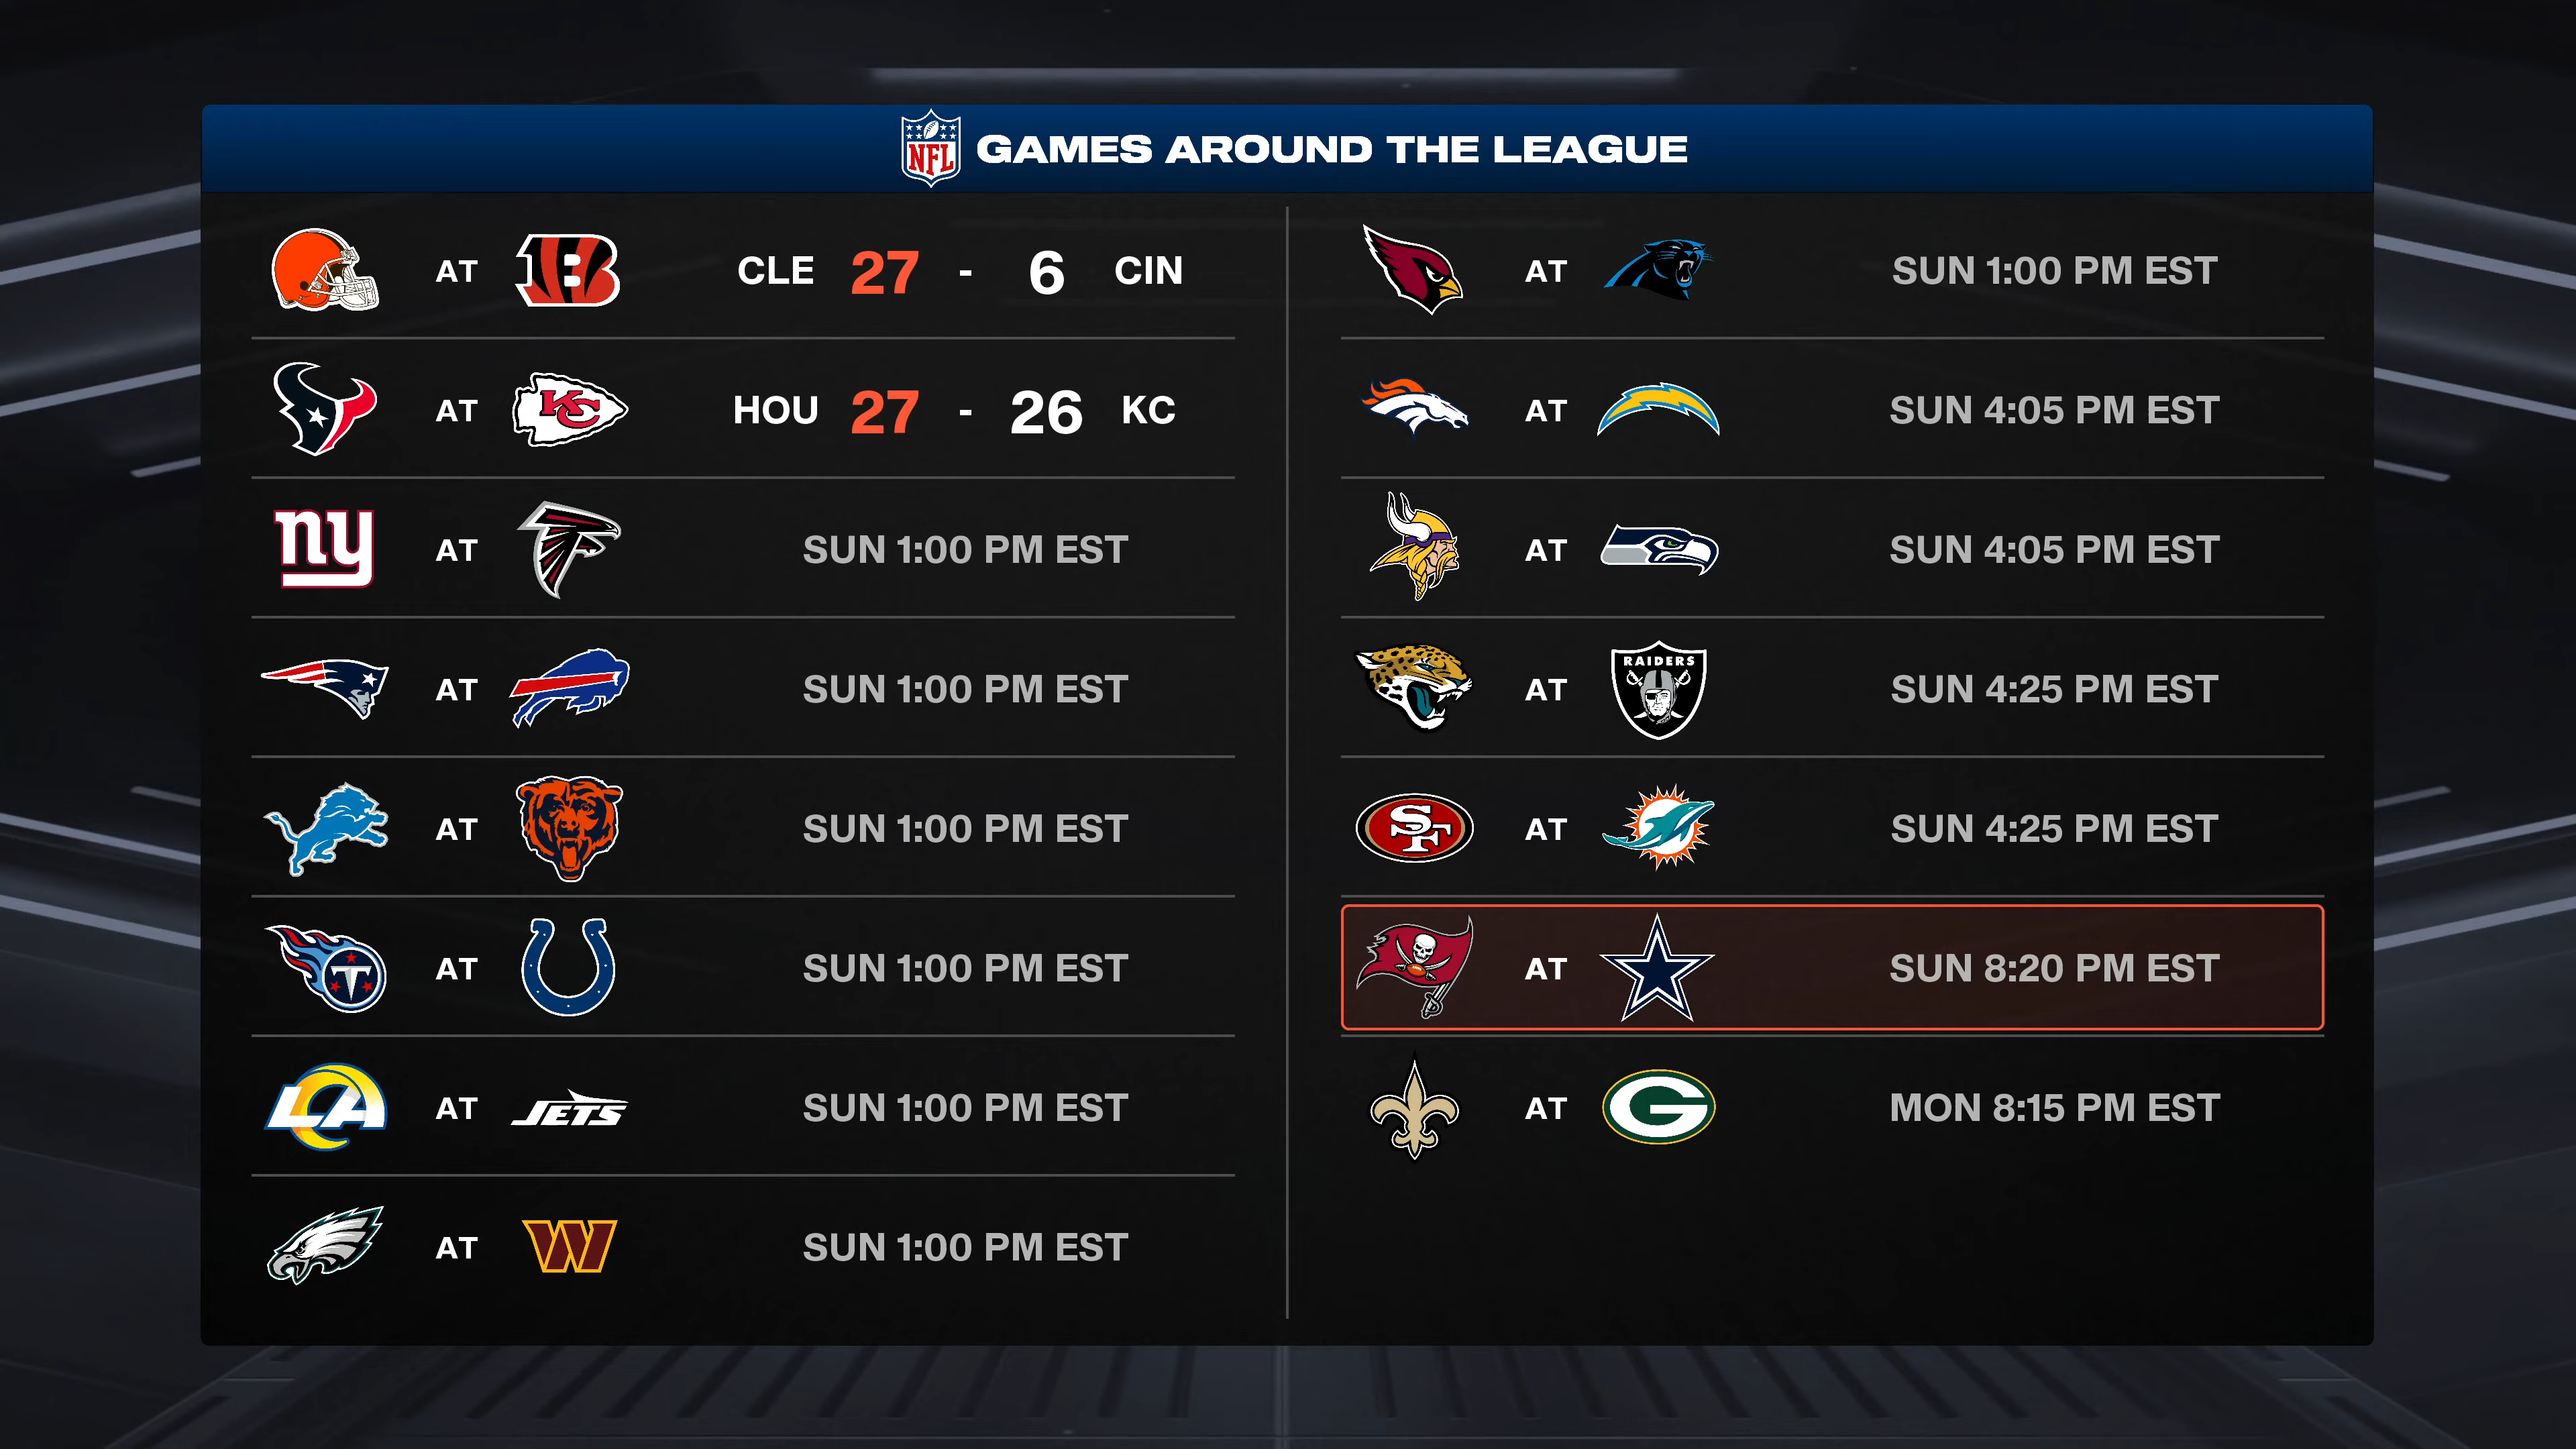 NFL GAMES AROUND THE LEAGUE
AT CLE 27 - 6 CIN
AT KC HOU 27 - 26 KC
ny AT SUN 1:00 PM EST
AT SUN 1:00 PM EST
AT SUN 1:00 PM EST
T AT SUN 1:00 PM EST
LA AT JETS SUN 1:00 PM EST
AT W SUN 1:00 PM EST
AT SUN 1:00 PM EST
AT SUN 4:05 PM EST
AT SUN 4:05 PM EST
AT RAIDERS SUN 4:25 PM EST
SF AT SUN 4:25 PM EST
AT SUN 8:20 PM EST
AT G MON 8:15 PM EST